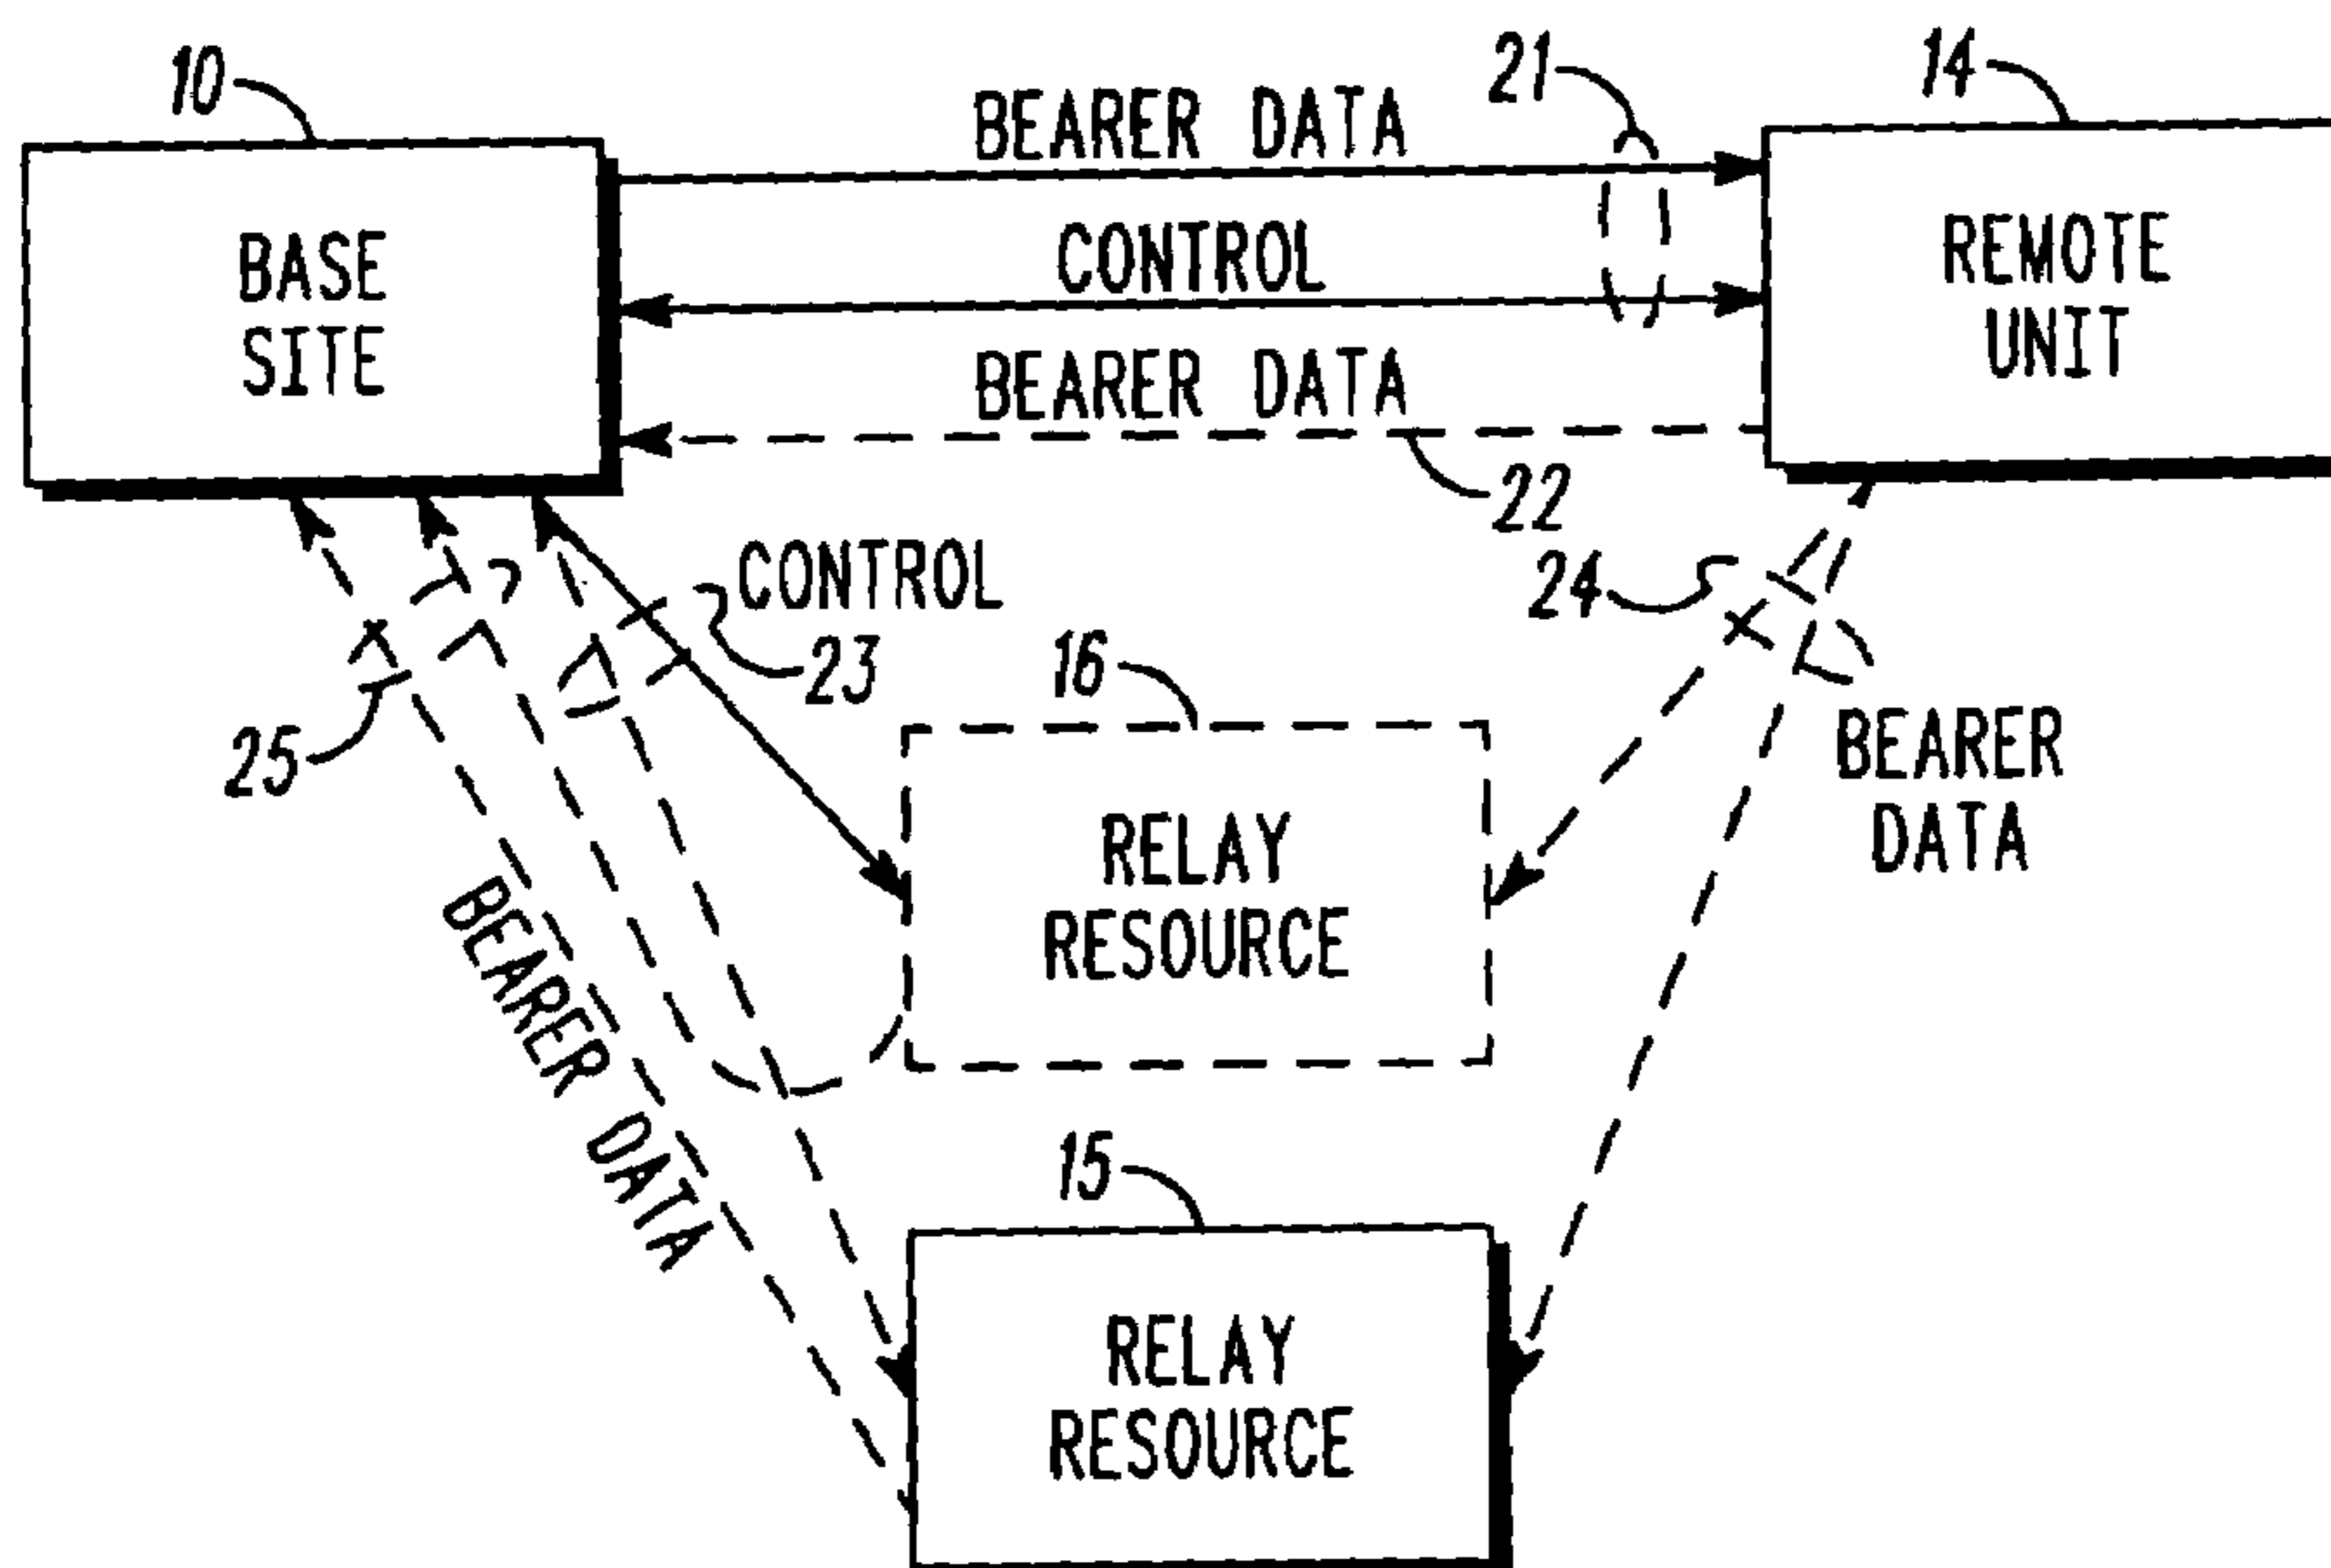 10
BEARER DATA
21
14
BASE
SITE
CONTROL
REMOTE
UNIT
BEARER DATA
22
CONTROL
23
24
16
25
BEARER
DATA
RELAY
RESOURCE
BEARER DATA
15
RELAY
RESOURCE